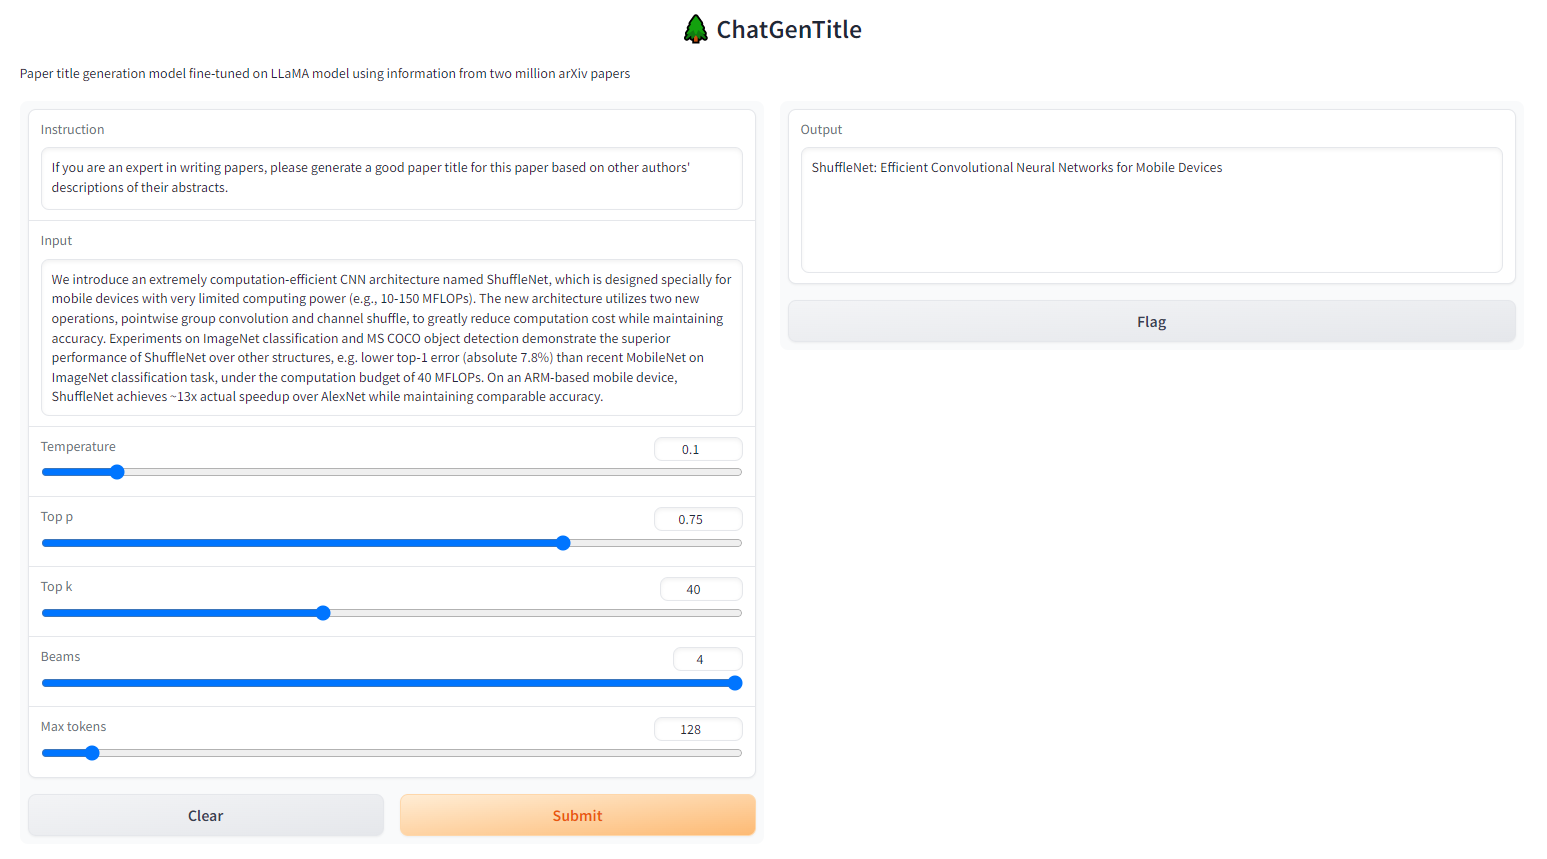 ChatGenTitle
Paper title generation model fine-tuned on LLaMA model using information from two million arXiv papers
Instruction
If you are an expert in writing papers, please generate a good paper title for this paper based on other authors'
descriptions of their abstracts.
Input
We introduce an extremely computation-efficient CNN architecture named ShuffleNet, which is designed specially for
mobile devices with very limited computing power (e.g., 10-150 MFLOPs). The new architecture utilizes two new
operations, pointwise group convolution and channel shuffle, to greatly reduce computation cost while maintaining
accuracy. Experiments on ImageNet classification and MS COCO object detection demonstrate the superior
performance of ShuffleNet over other structures, e.g. lower top-1 error (absolute 7.8%) than recent MobileNet on
ImageNet classification task, under the computation budget of 40 MFLOPs. On an ARM-based mobile device,
ShuffleNet achieves ~13x actual speedup over AlexNet while maintaining comparable accuracy.
Temperature
0.1
Top p
0.75
Top k
40
Beams
4
Max tokens
128
Clear
Submit
Output
ShuffleNet: Efficient Convolutional Neural Networks for Mobile Devices
Flag